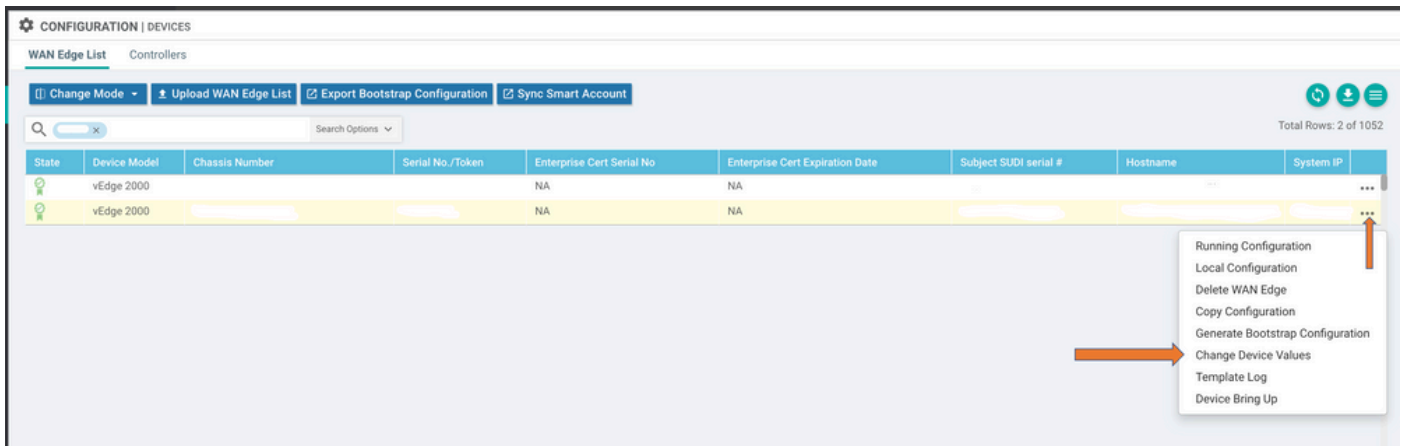 CONFIGURATION | DEVICES
WAN Edge List Controllers
Change Mode Upload WAN Edge List Export Bootstrap Configuration Sync Smart Account
Search Options Total Rows: 2 of 1052
State Device Model Chassis Number Serial No./Token Enterprise Cert Serial No Enterprise Cert Expiration Date Subject SUDI serial # Hostname System IP
vEdge 2000 NA NA
vEdge 2000 NA NA
Running Configuration
Local Configuration
Delete WAN Edge
Copy Configuration
Generate Bootstrap Configuration
Change Device Values
Template Log
Device Bring Up